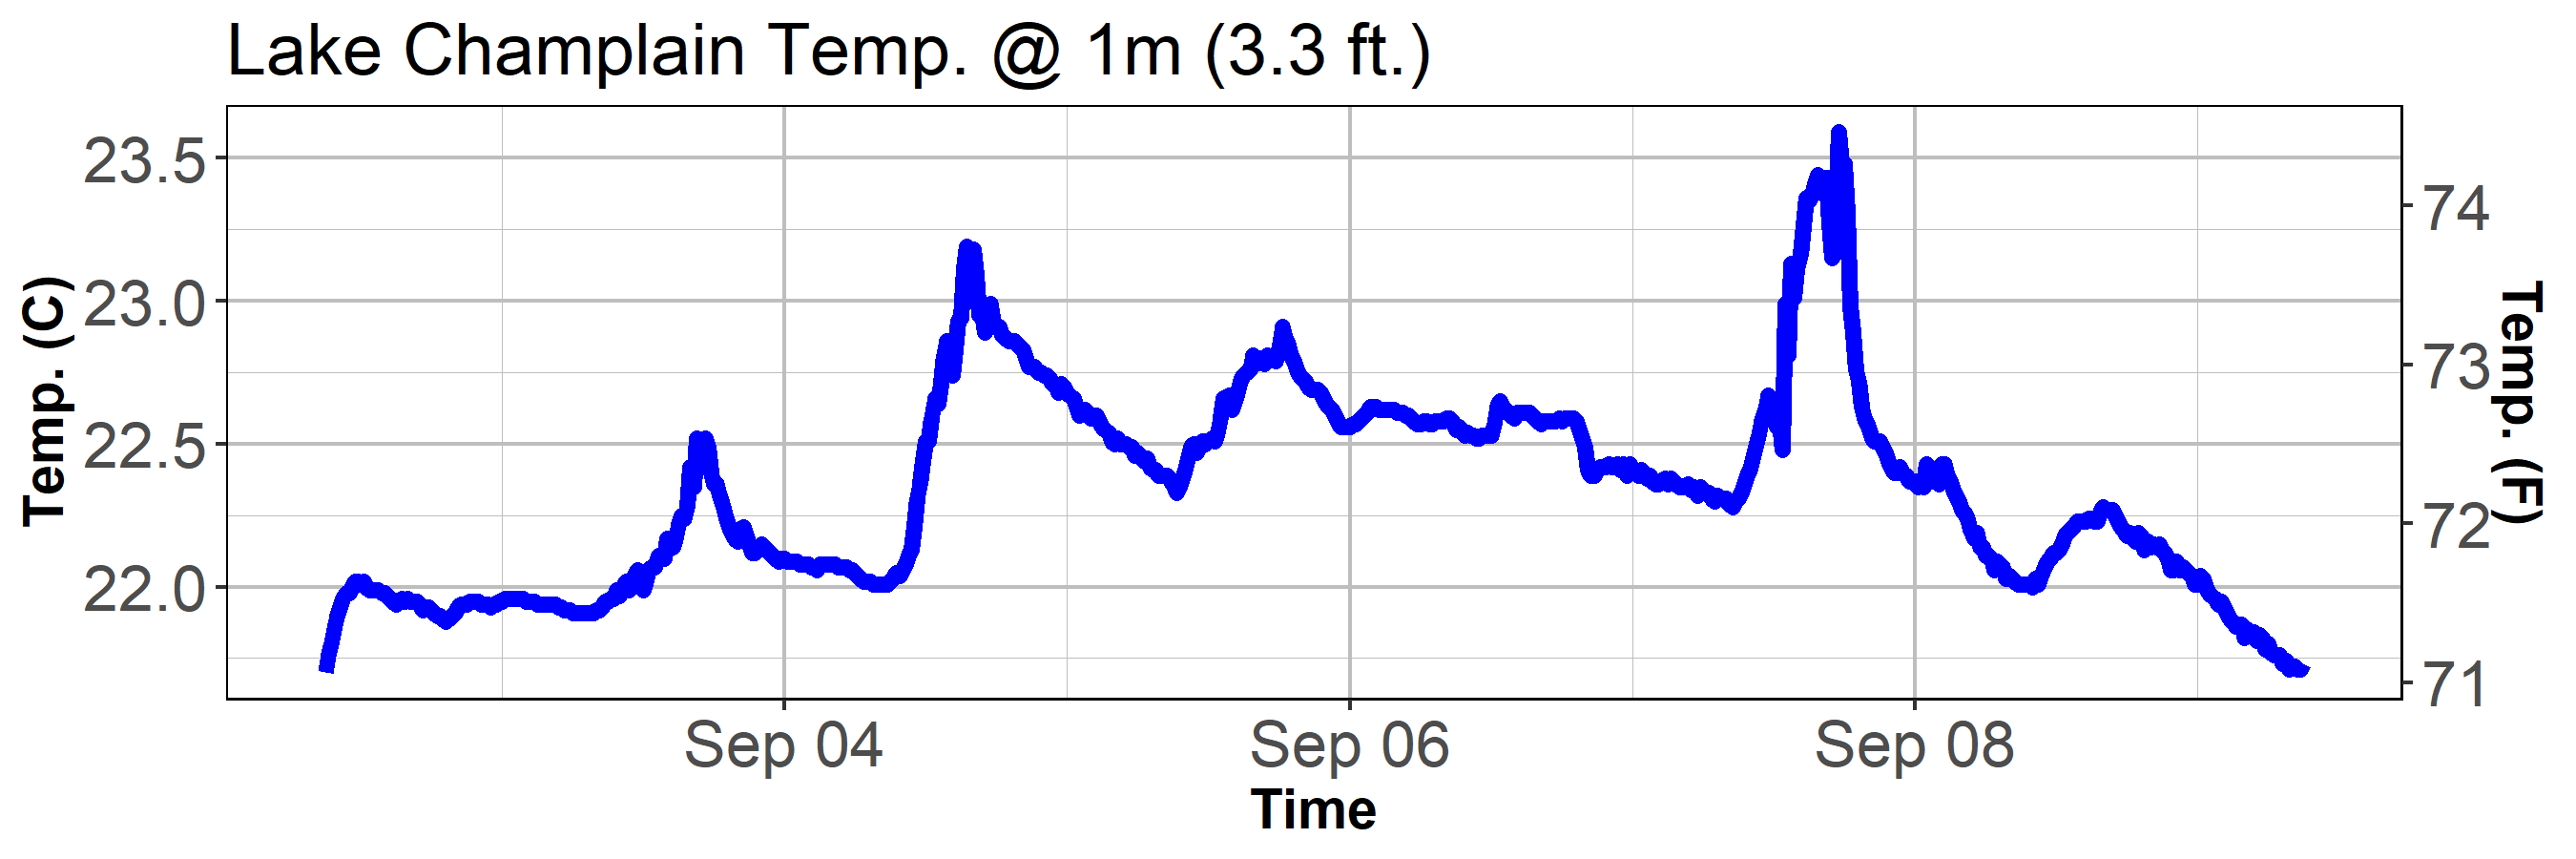 Lake Champlain Temp. @ 1m (3.3 ft.)
23.5
23.0
22.5
22.0
Temp. (C)
74
73
72
71
Temp. (F)
Sep 04 Sep 06 Sep 08
Time